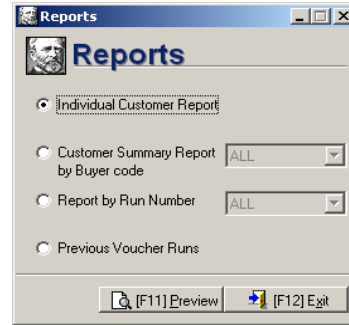 Reports
Reports
Individual Customer Report
Customer Summary Report
by Buyer code
ALL
Report by Run Number
ALL
Previous Voucher Runs
[F11] Preview
[F12] Exit